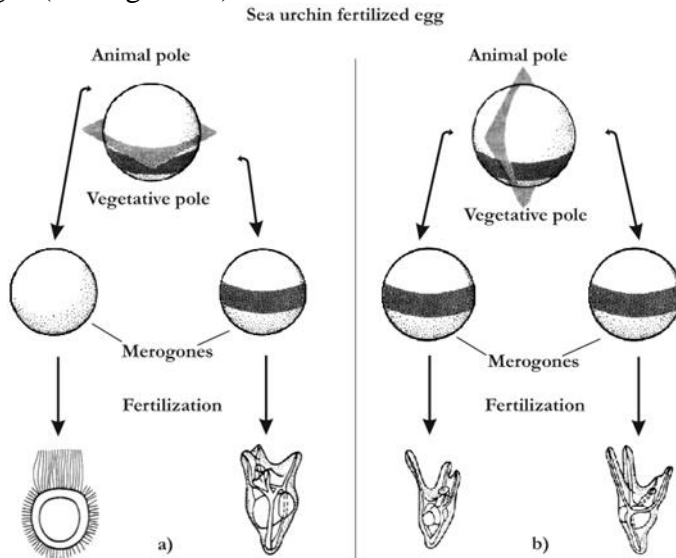 Sea urchin fertilized egg
Animal pole
Vegetative pole
Merogones
Fertilization
a)
Animal pole
Vegetative pole
Merogones
Fertilization
b)